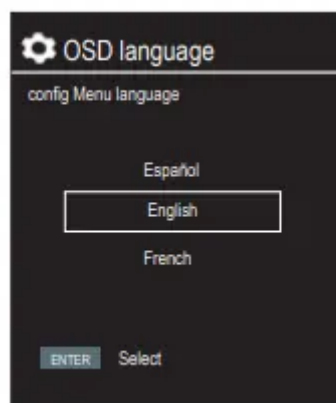 OSD language
config Menu language
Español
English
French
ENTER Select